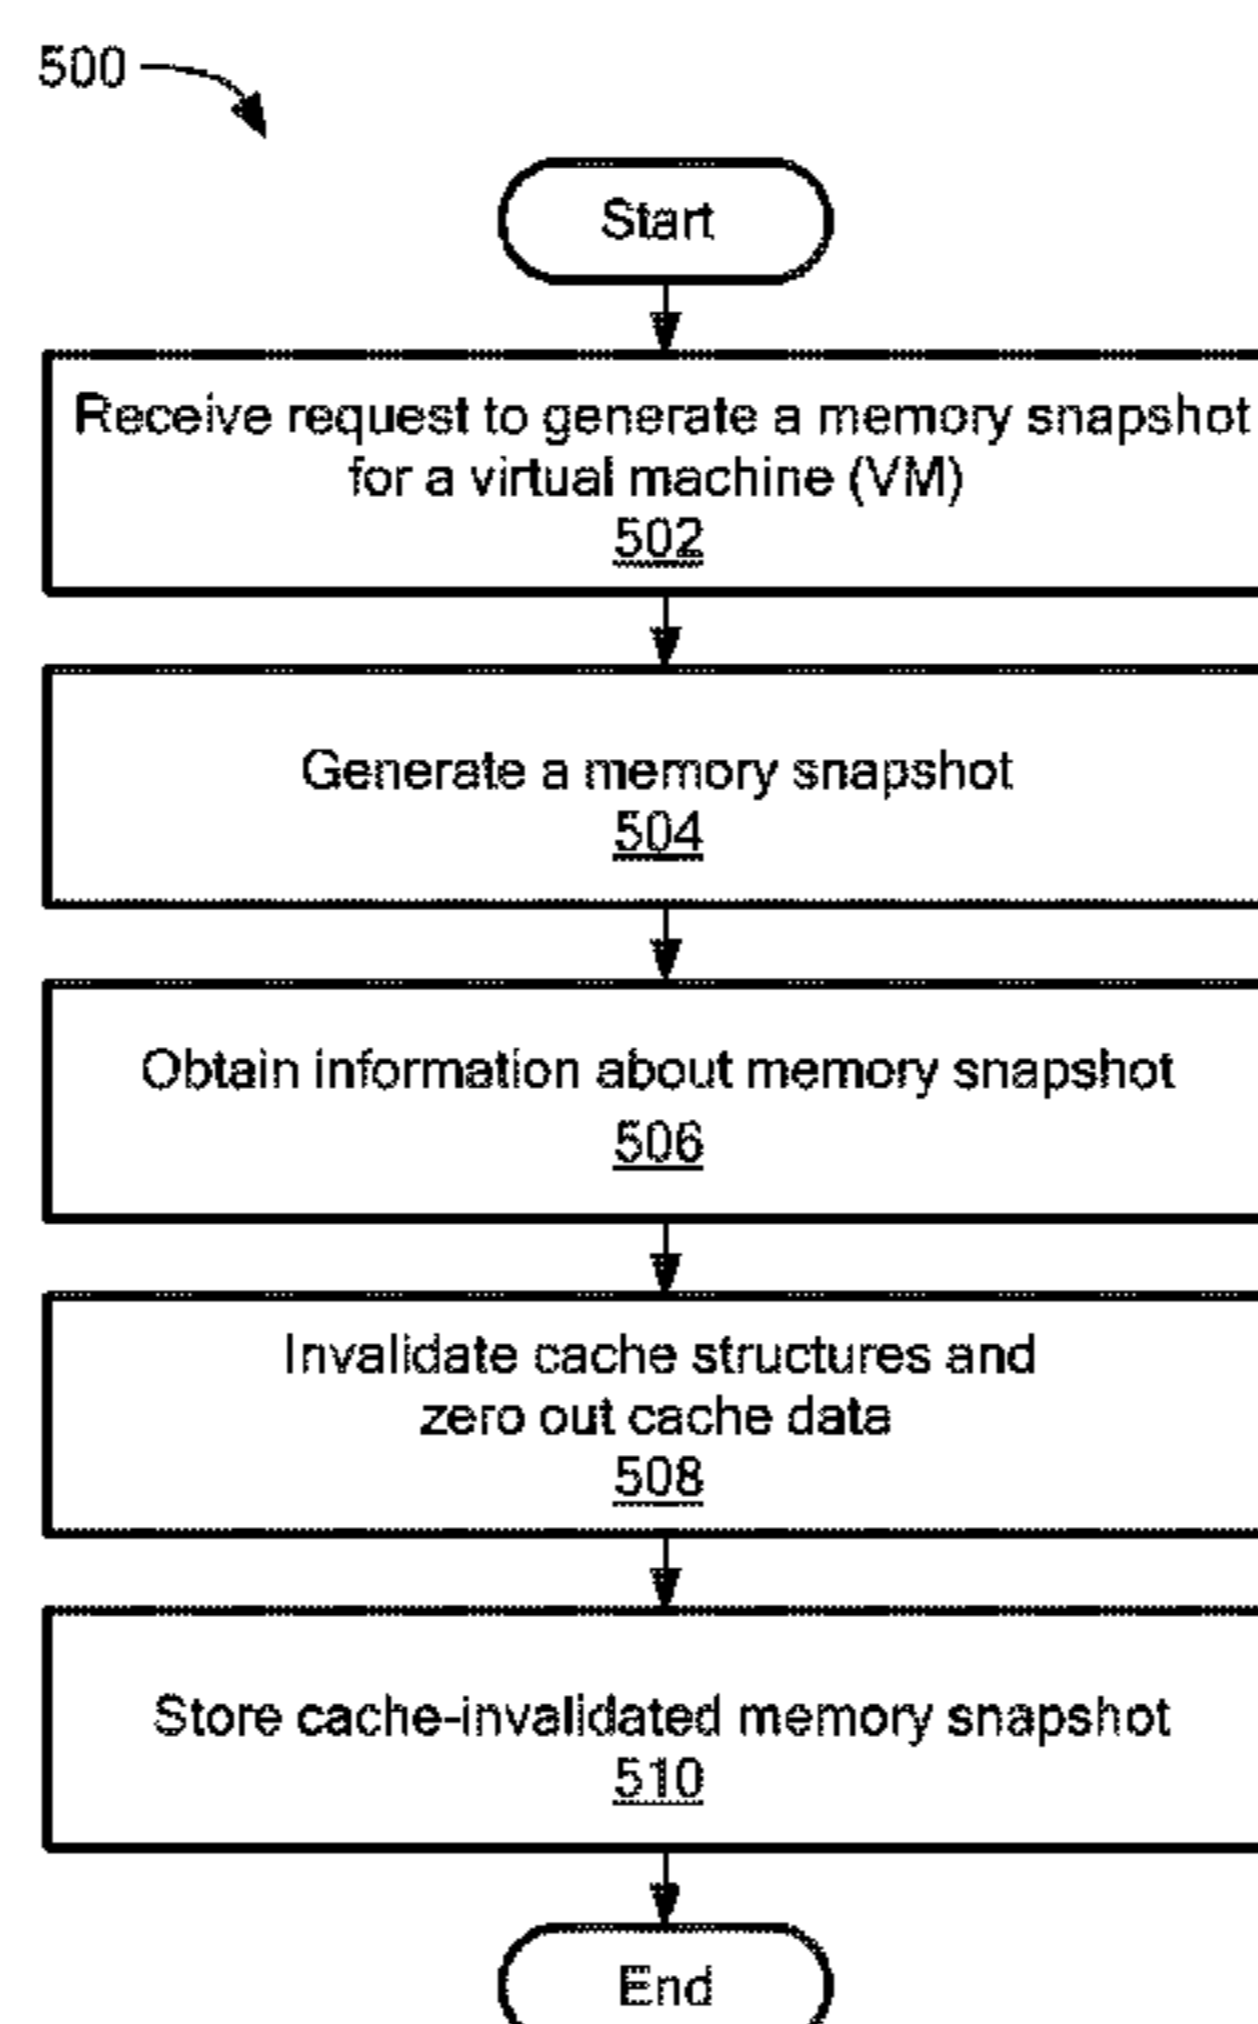 500
Start
Receive request to generate a memory snapshot
for a virtual machine (VM)
502
Generate a memory snapshot
504
Obtain information about memory snapshot
506
Invalidate cache structures and
zero out cache data
508
Store cache-invalidated memory snapshot
510
End